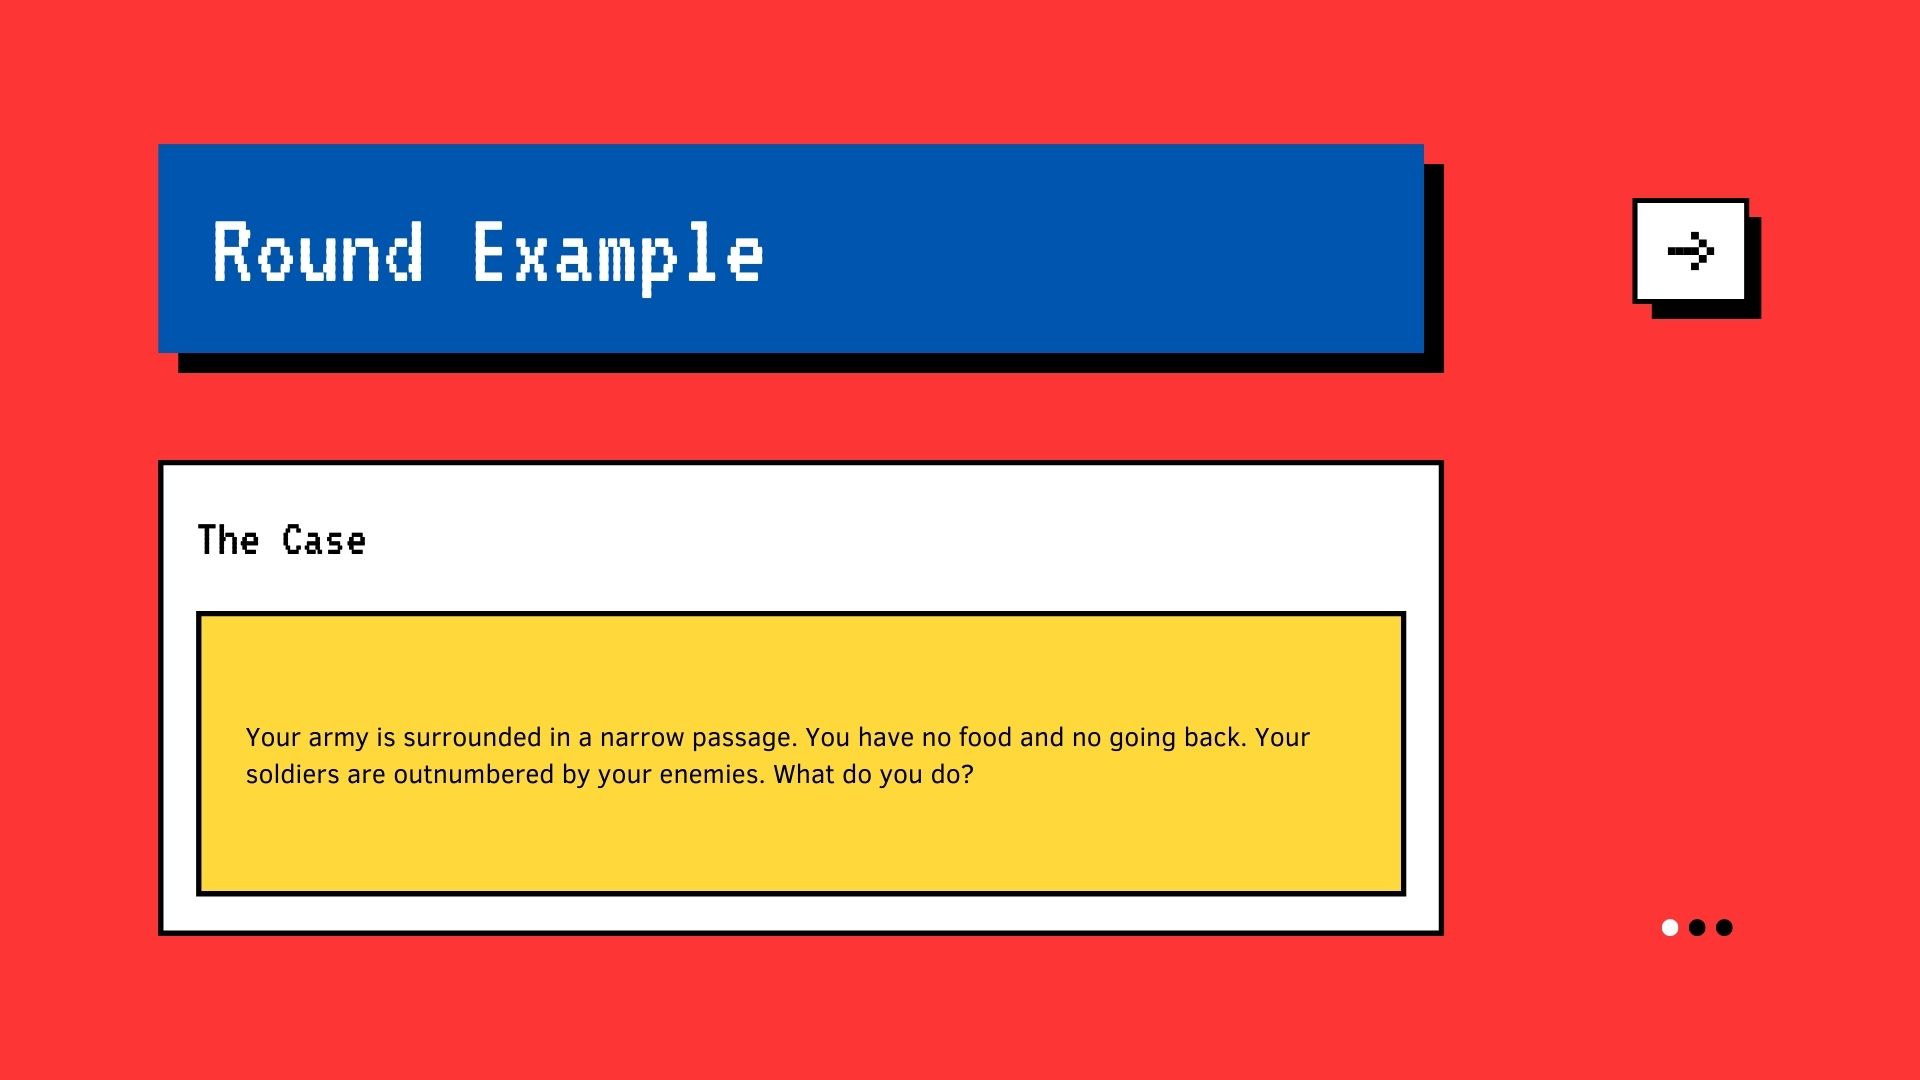 Round Example
The Case
Your army is surrounded in a narrow passage. You have no food and no going back. Your
soldiers are outnumbered by your enemies. What do you do?